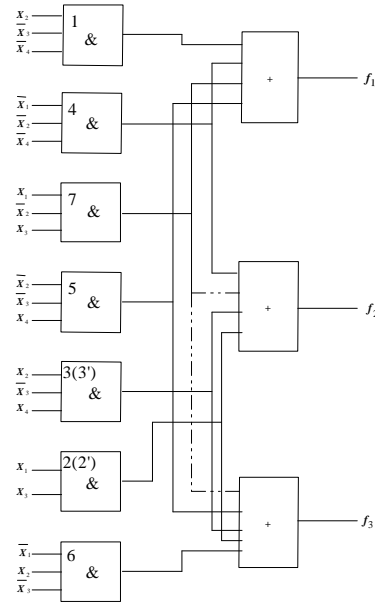 x₂
x̅₃
x̅₄
1
&
+
f₁
x̅₁
x̅₂
x̅₄
4
&
x₁
x̅₂
x₃
7
&
x̅₂
x̅₃
x₄
5
&
+
f₂
x₂
x̅₃
x₄
3(3')
&
x₁
x₃
2(2')
&
+
f₃
x̅₁
x₂
x̅₃
6
&